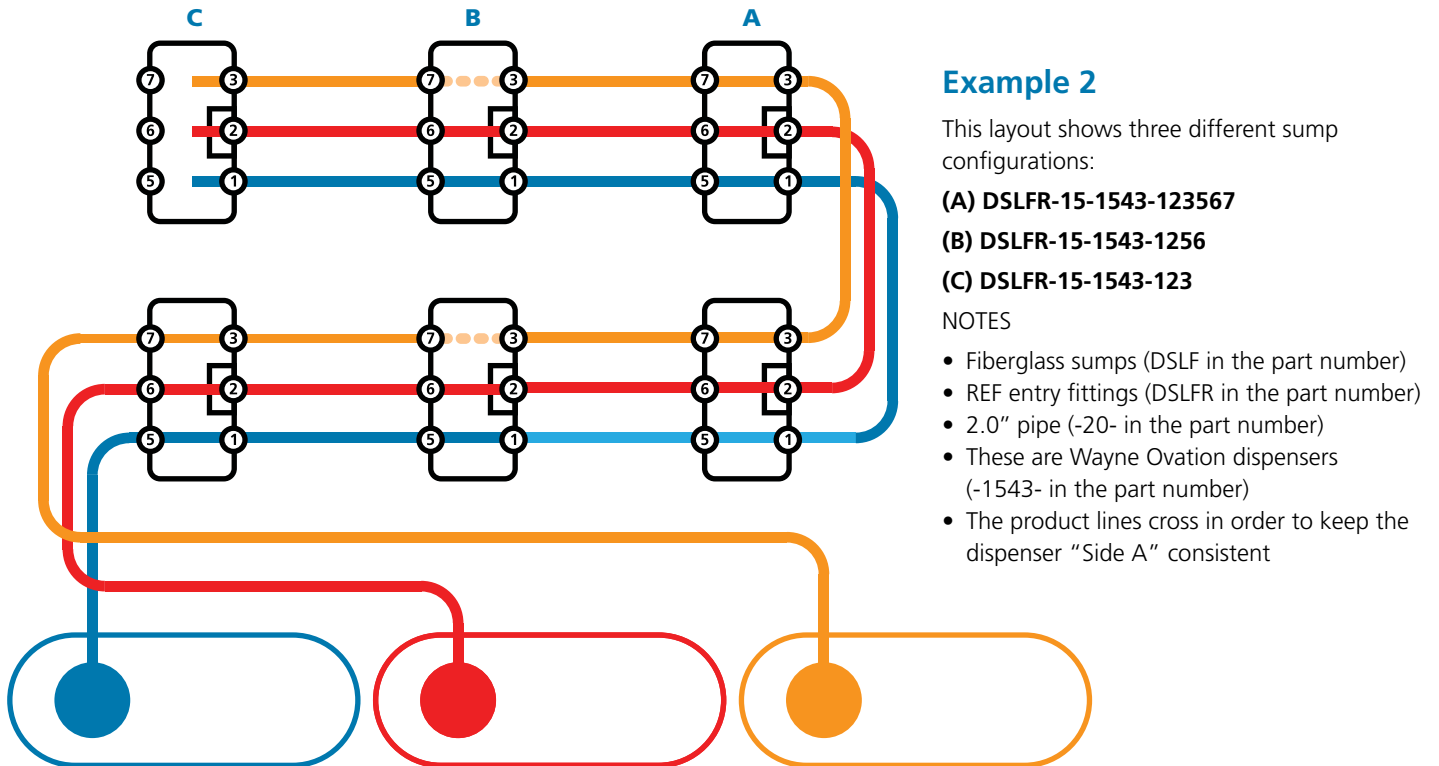 C B A
7 3 7 3 7 3
6 2 6 2 6 2
5 1 5 1 5 1
7 3 7 3 7 3
6 2 6 2 6 2
5 1 5 1 5 1
Example 2
This layout shows three different sump
configurations:
(A) DSLFR-15-1543-123567
(B) DSLFR-15-1543-1256
(C) DSLFR-15-1543-123
NOTES
• Fiberglass sumps (DSLF in the part number)
• REF entry fittings (DSLFR in the part number)
• 2.0” pipe (-20- in the part number)
• These are Wayne Ovation dispensers
(-1543- in the part number)
• The product lines cross in order to keep the
dispenser “Side A” consistent